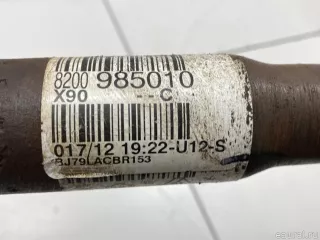 8200 985010
X90 -- C
017/12 19:22-U12-S
BJ79LACBR153